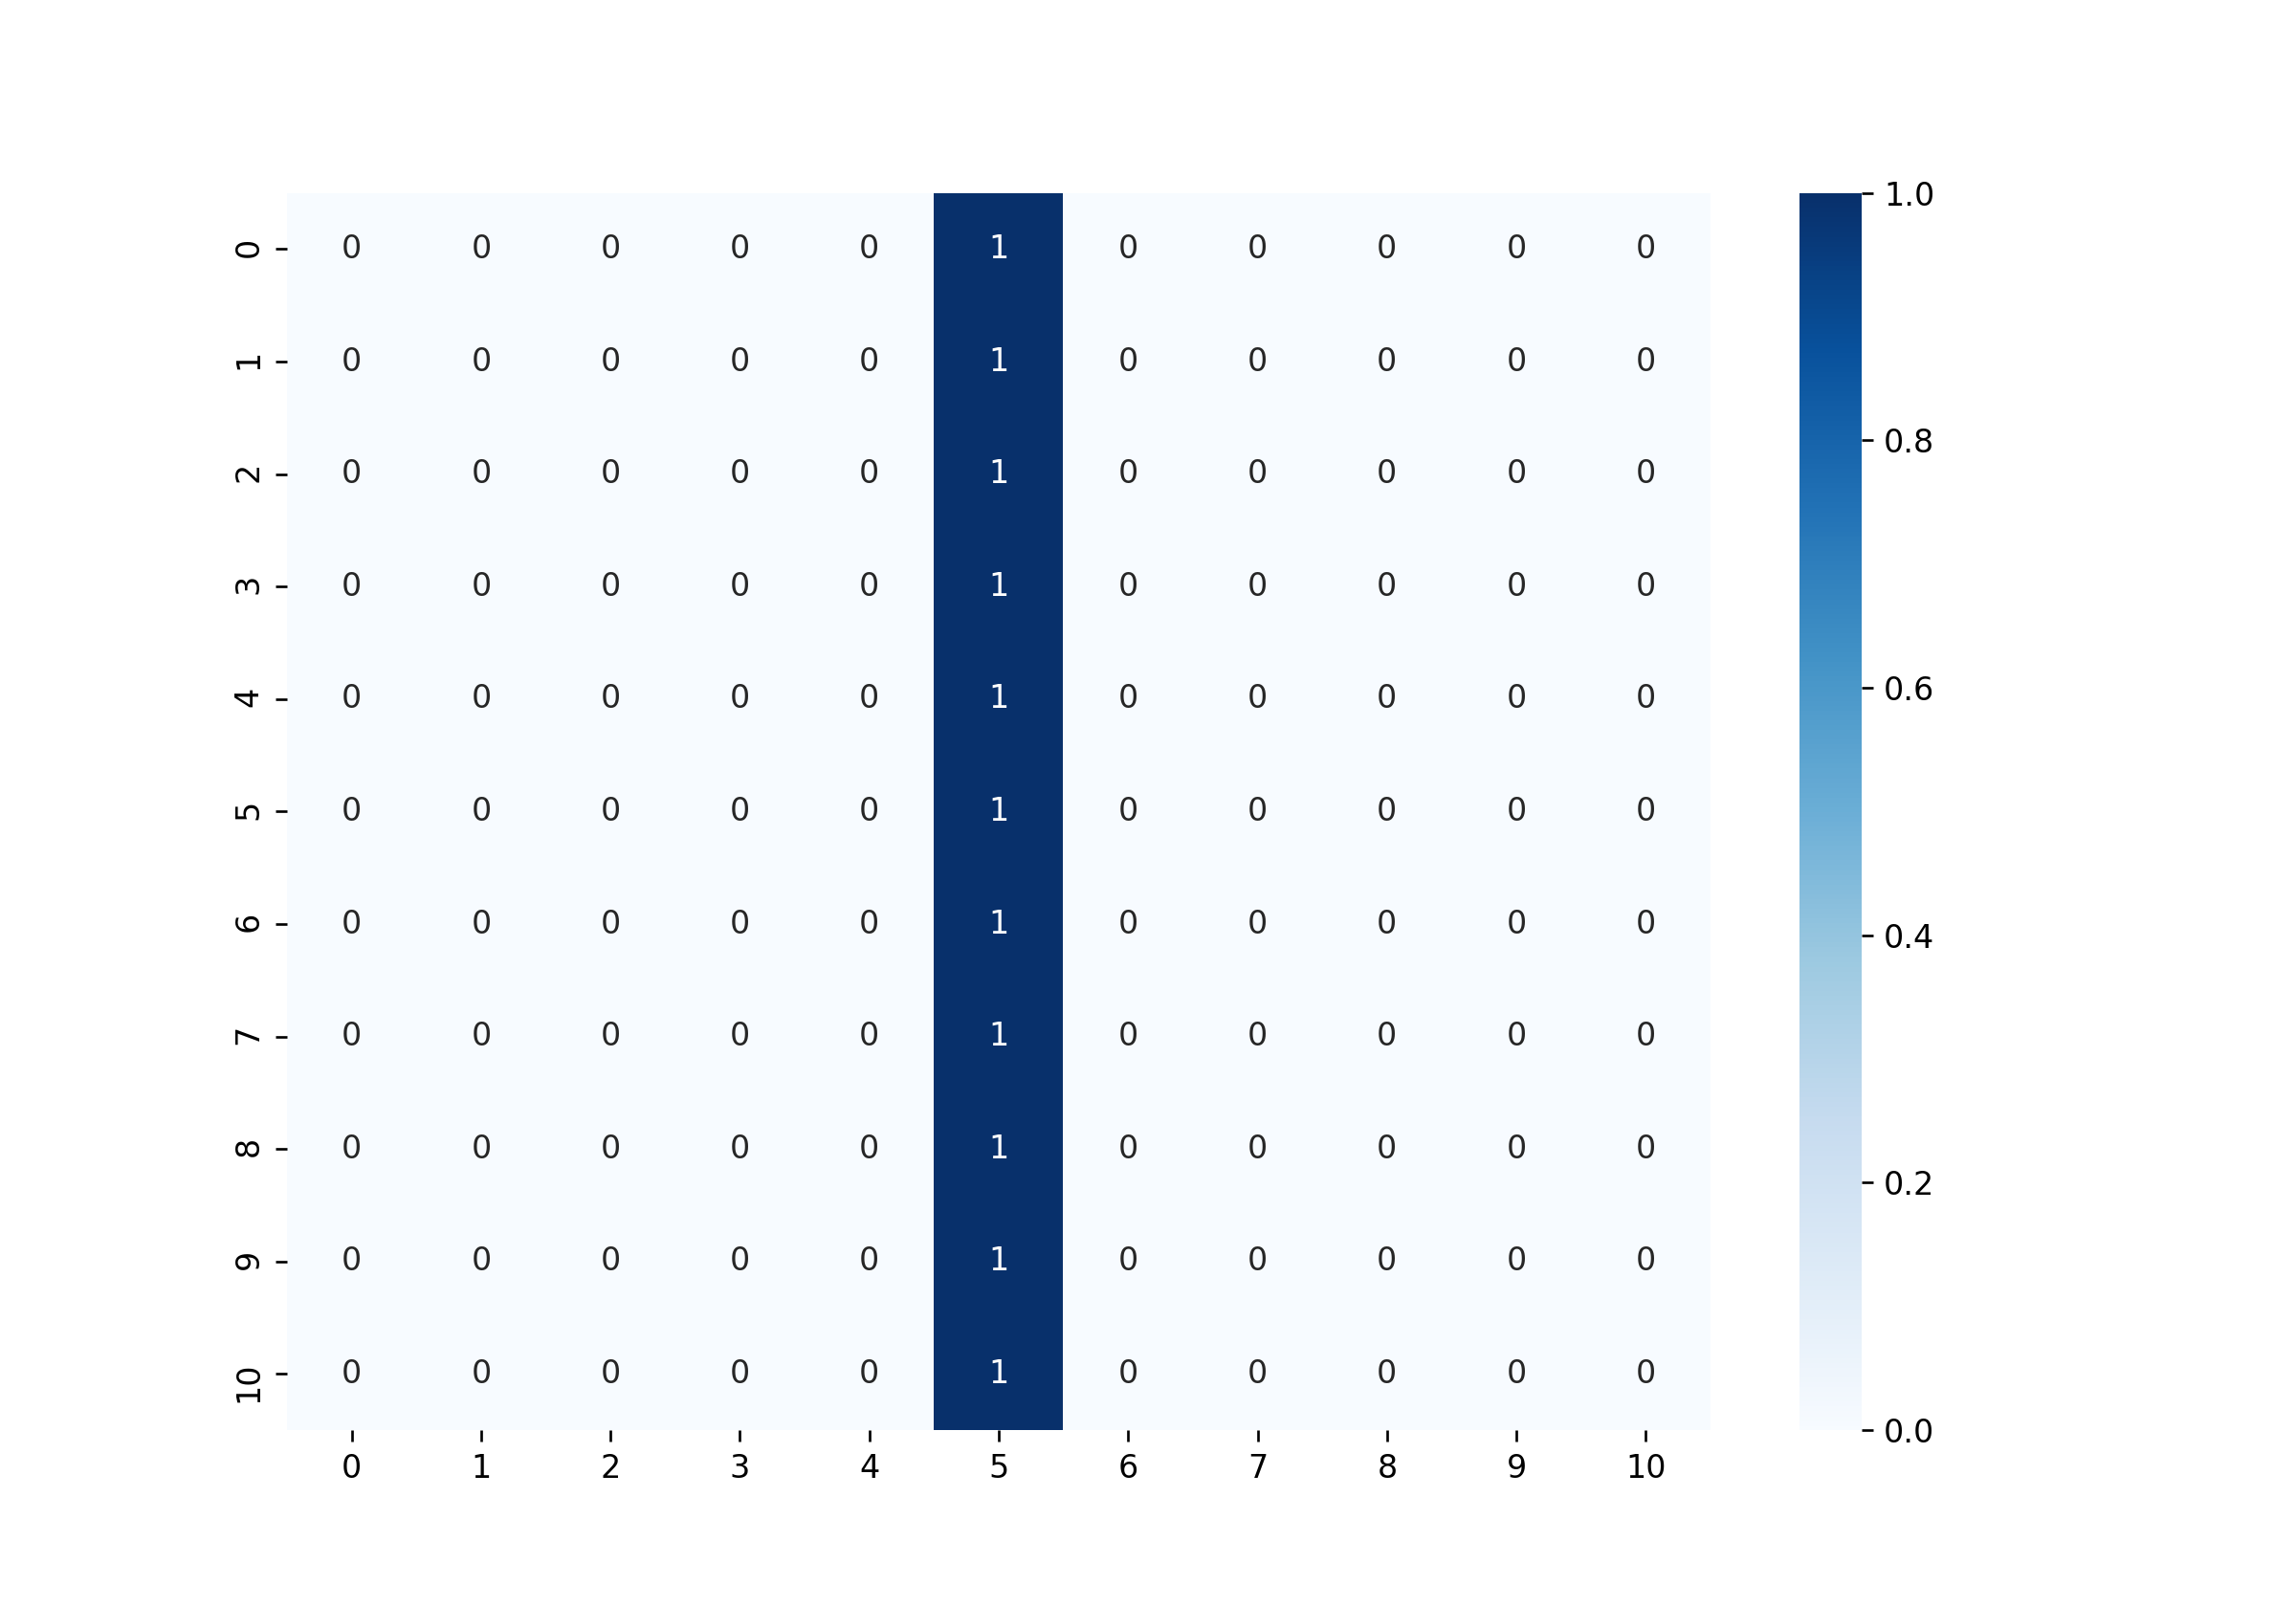 0 0 0 0 0 0 1 0 0 0 0 0 1.0
1 0 0 0 0 0 1 0 0 0 0 0
0.8
2 0 0 0 0 0 1 0 0 0 0 0
3 0 0 0 0 0 1 0 0 0 0 0
0.6
4 0 0 0 0 0 1 0 0 0 0 0
5 0 0 0 0 0 1 0 0 0 0 0
6 0 0 0 0 0 1 0 0 0 0 0
0.4
7 0 0 0 0 0 1 0 0 0 0 0
8 0 0 0 0 0 1 0 0 0 0 0
0.2
9 0 0 0 0 0 1 0 0 0 0 0
10 0 0 0 0 0 1 0 0 0 0 0
0.0
0 1 2 3 4 5 6 7 8 9 10